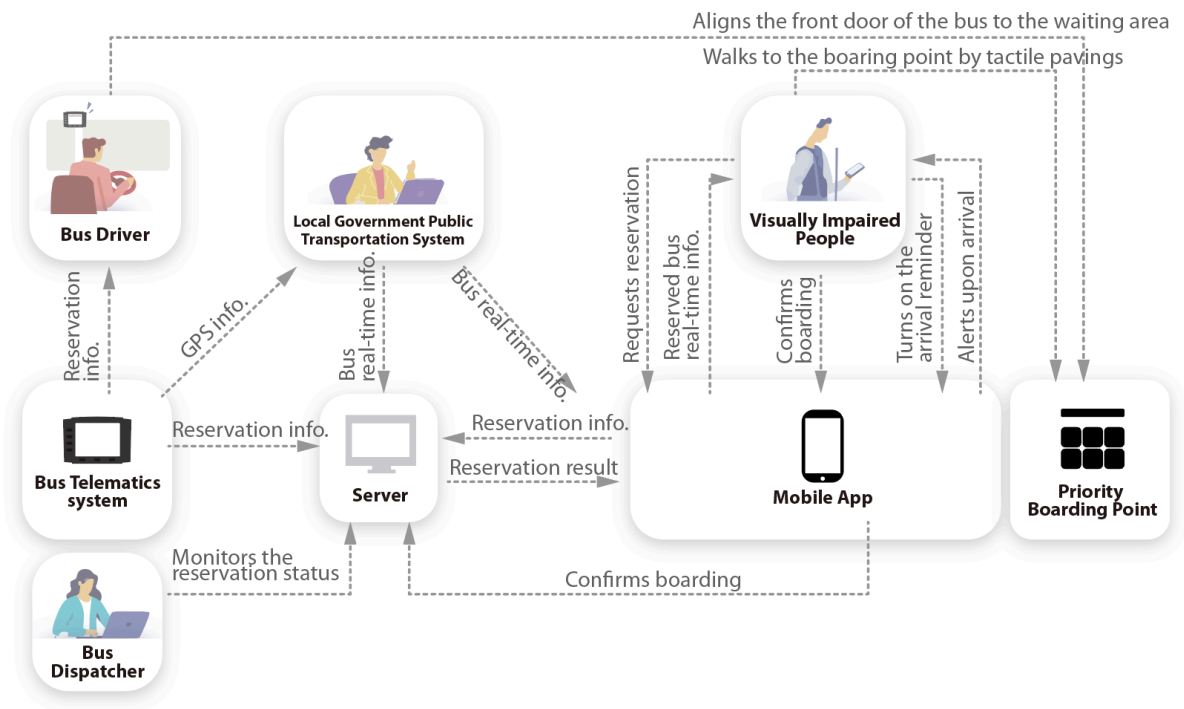 Aligns the front door of the bus to the waiting area
Walks to the boaring point by tactile pavings
Bus Driver
Local Government Public
Transportation System
Visually Impaired
People
Reservation
info.
GPS info.
Bus
real-time info.
Bus real-time info.
Requests reservation
Reserved bus
real-time info.
Confirms
boarding
Turns on the
arrival reminder
Alerts upon arrival
Bus Telematics
system
Reservation info.
Server
Reservation info.
Reservation result
Mobile App
Priority
Boarding Point
Monitors the
reservation status
Confirms boarding
Bus
Dispatcher